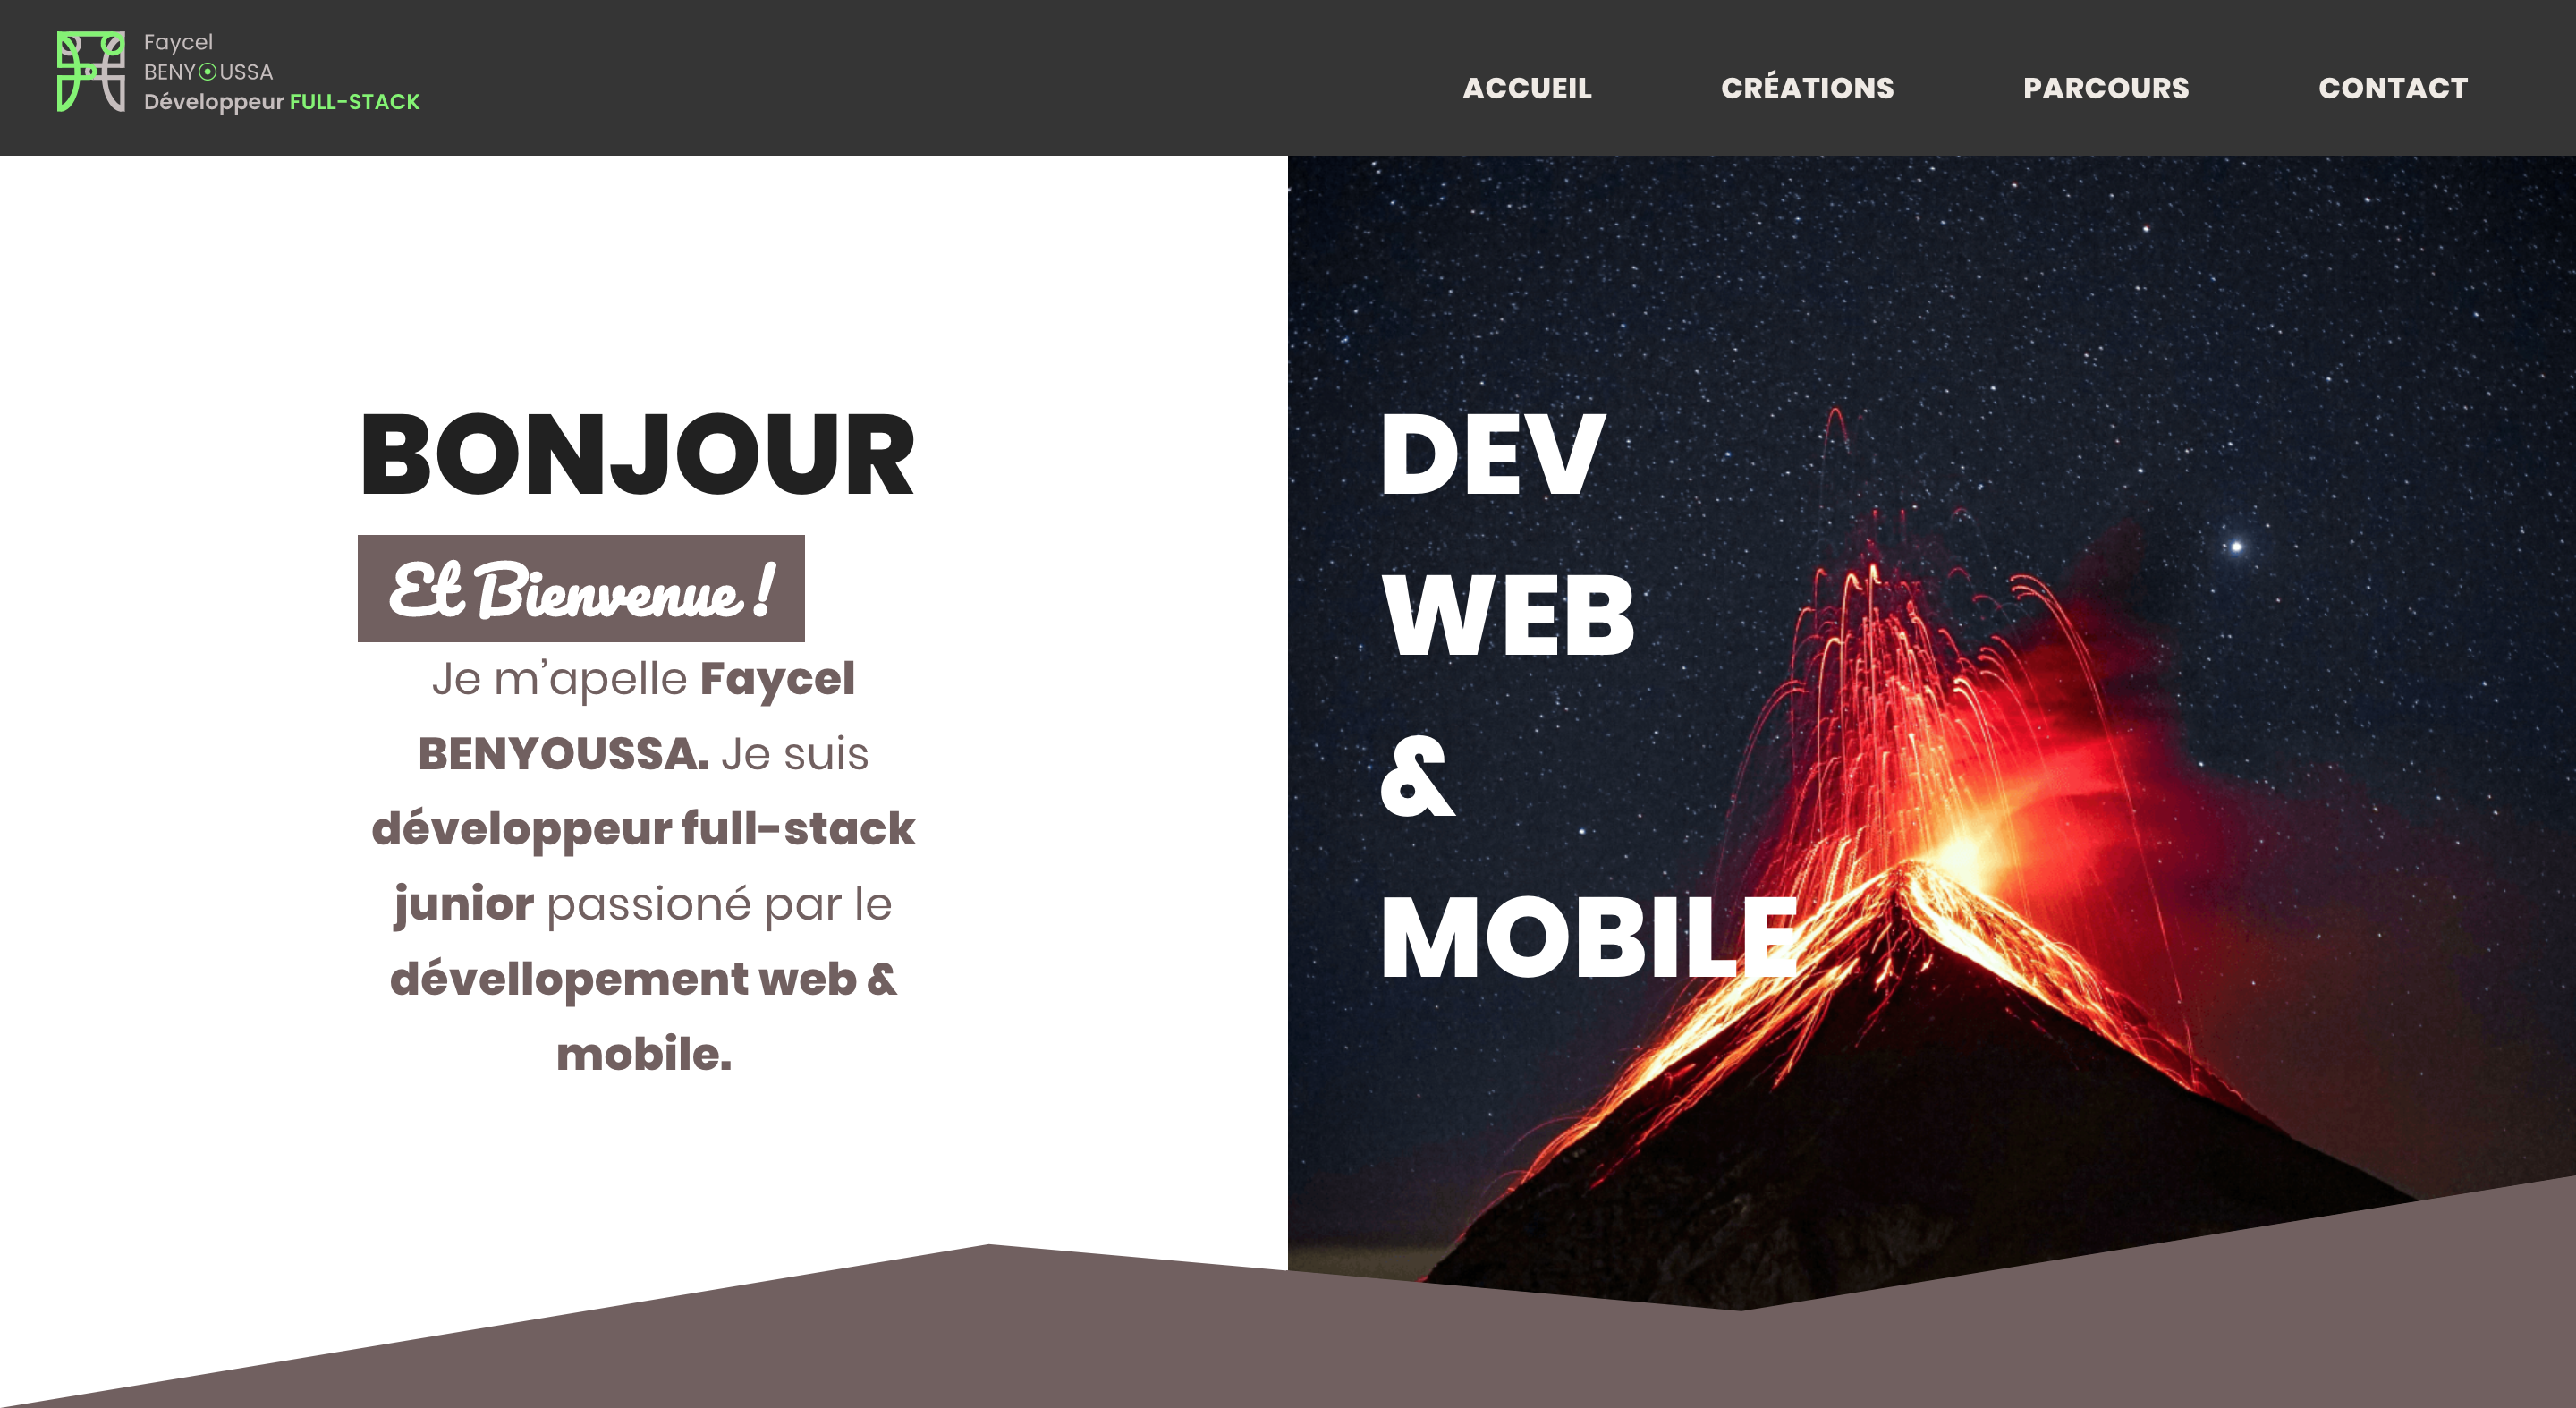 Faycel
BENYOUSSA
Développeur FULL-STACK
ACCUEIL
CRÉATIONS
PARCOURS
CONTACT
BONJOUR
Et Bienvenue !
Je m’apelle Faycel
BENYOUSSA. Je suis
développeur full-stack
junior passioné par le
dévellopement web &
mobile.
DEV
WEB
&
MOBILE